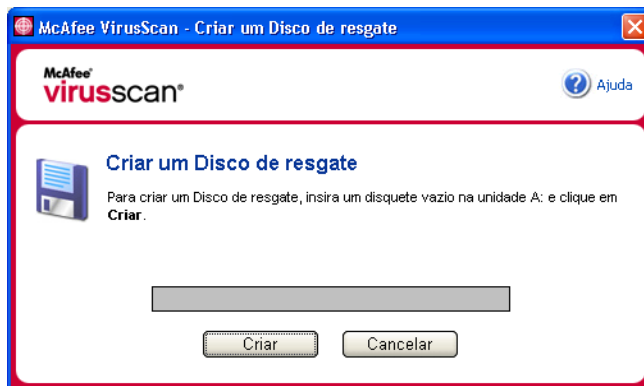 McAfee VirusScan - Criar um Disco de resgate
McAfee®
virusscan®
? Ajuda
Criar um Disco de resgate
Para criar um Disco de resgate, insira um disquete vazio na unidade A: e clique em
Criar.
Criar
Cancelar